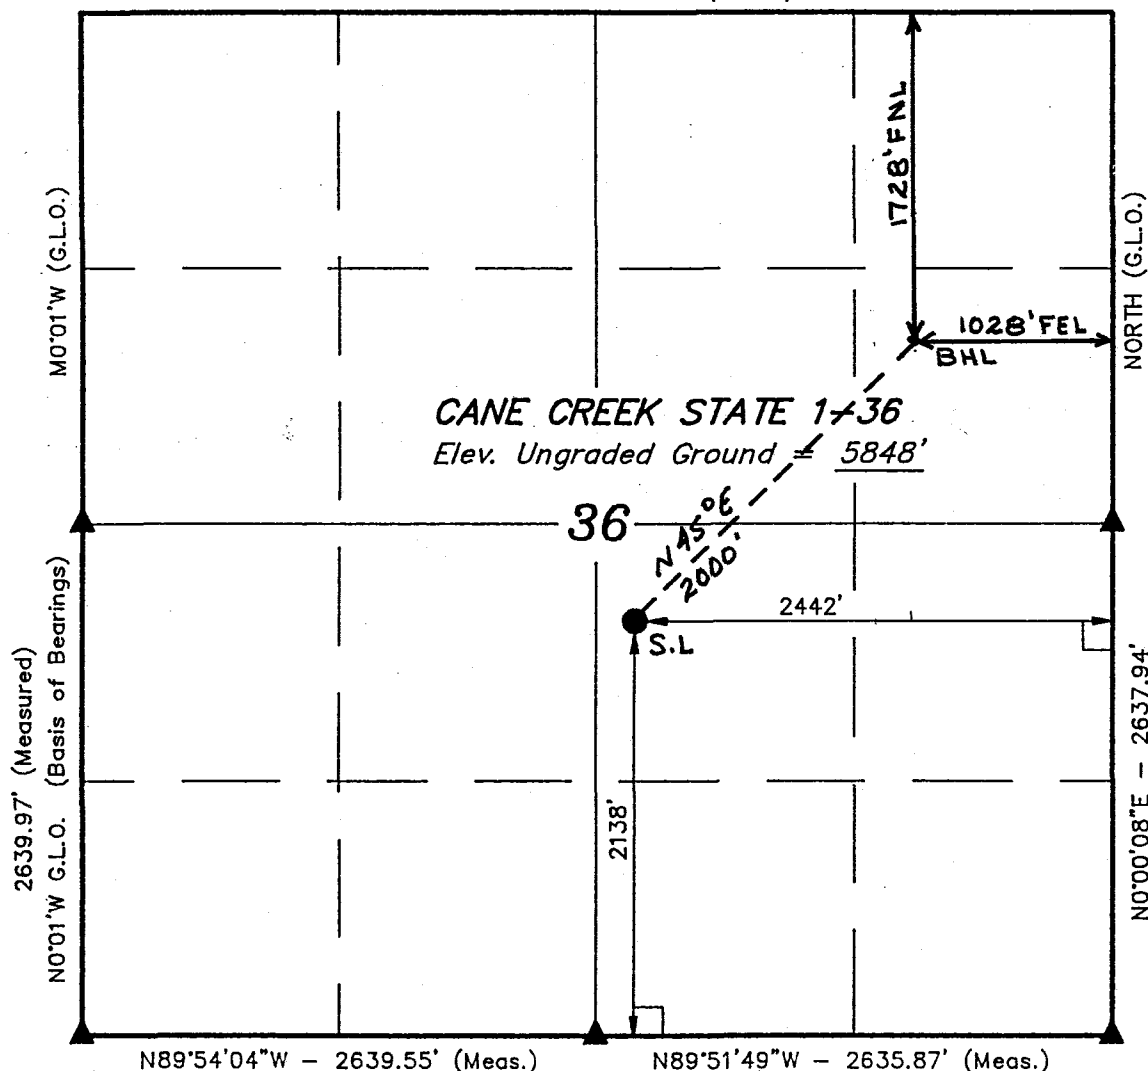 1728'FNL
M0°01'W (G.L.O.)
NORTH (G.L.O.)
1028'FEL
BHL
CANE CREEK STATE 1-36
Elev. Ungraded Ground = 5848'
36
N 45°E
2000'
2442'
S.L
2639.97' (Measured)
N0°01'W G.L.O. (Basis of Bearings)
2138'
N0°00'08"E – 2637.94'
N89°54'04"W – 2639.55' (Meas.)
N89°51'49"W – 2635.87' (Meas.)